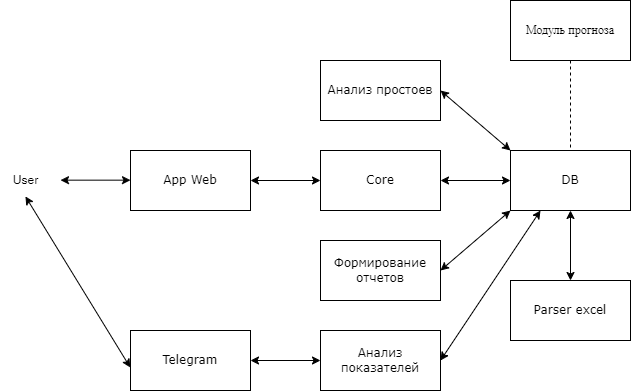 Модуль прогноза
Анализ простоев
User
App Web
Core
DB
Формирование
отчетов
Parser excel
Telegram
Анализ
показателей